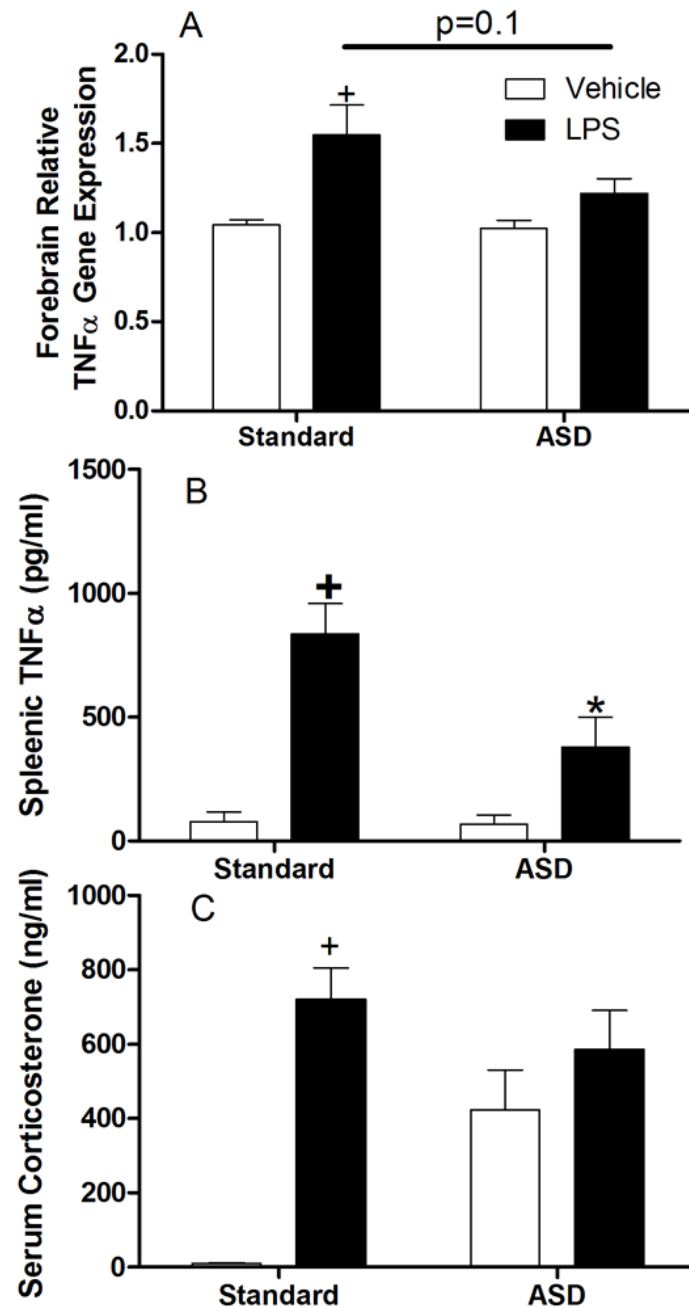 A
p=0.1
Forebrain Relative
TNFα Gene Expression
2.0
1.5
1.0
0.5
0.0
+
Vehicle
LPS
Standard
ASD
B
Spleenic TNFα (pg/ml)
1500
1000
500
0
+
*
Standard
ASD
C
Serum Corticosterone (ng/ml)
1000
800
600
400
200
0
+
Standard
ASD